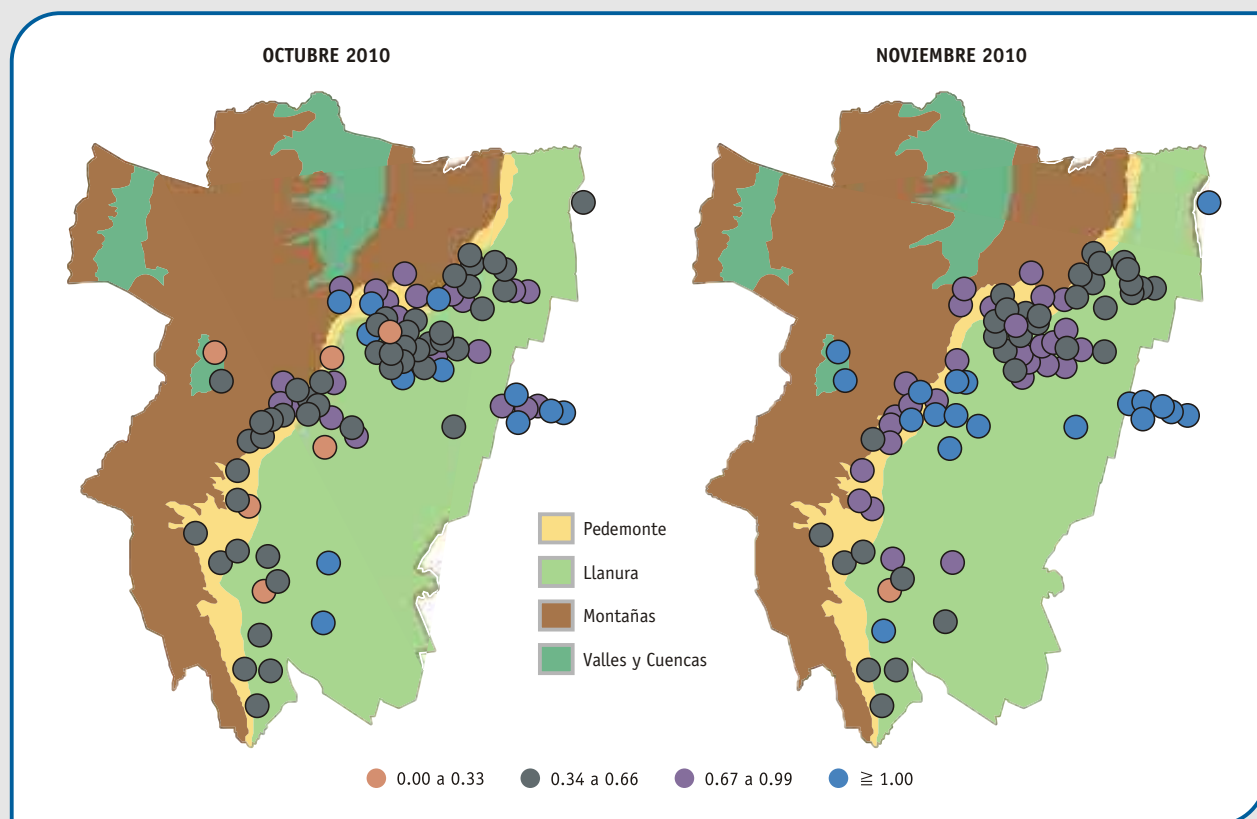 OCTUBRE 2010
NOVIEMBRE 2010
Pedemonte
Llanura
Montañas
Valles y Cuencas
0.00 a 0.33
0.34 a 0.66
0.67 a 0.99
≧ 1.00